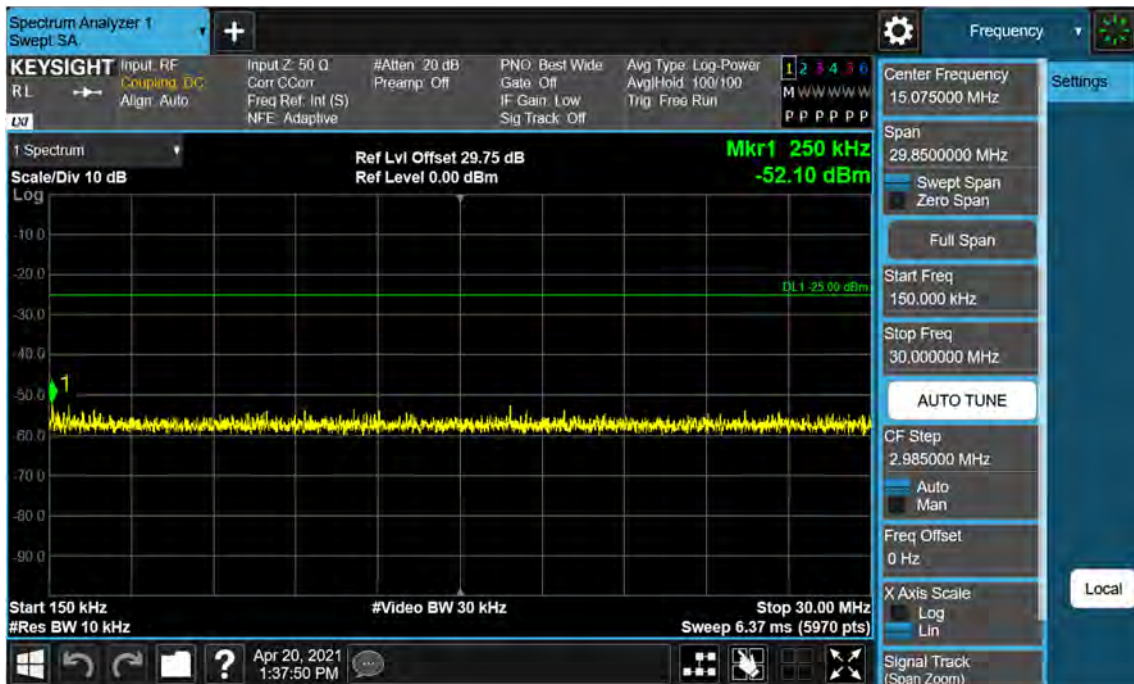 Spectrum Analyzer 1
Swept SA
+
Frequency
KEYSIGHT
RL
LXI
Input: RF
Coupling: DC
Align: Auto
Input Z: 50 Ω
Corr CCorr
Freq Ref: Int (S)
NFE: Adaptive
#Atten: 20 dB
Preamp: Off
PNO: Best Wide
Gate: Off
IF Gain: Low
Sig Track: Off
Avg Type: Log-Power
Avg|Hold: 100/100
Trig: Free Run
1 2 3 4 5 6
M W W W W W
P P P P P P
1 Spectrum
Scale/Div 10 dB
Log
Ref Lvl Offset 29.75 dB
Ref Level 0.00 dBm
Mkr1 250 kHz
-52.10 dBm
-10.0
-20.0
DL1 -25.00 dBm
-30.0
-40.0
1
-50.0
-60.0
-70.0
-80.0
-90.0
Start 150 kHz
#Video BW 30 kHz
Stop 30.00 MHz
#Res BW 10 kHz
Sweep 6.37 ms (5970 pts)
?
Apr 20, 2021
1:37:50 PM
Center Frequency
15.075000 MHz
Span
29.8500000 MHz
Swept Span
Zero Span
Full Span
Start Freq
150.000 kHz
Stop Freq
30.000000 MHz
AUTO TUNE
CF Step
2.985000 MHz
Auto
Man
Freq Offset
0 Hz
X Axis Scale
Log
Lin
Signal Track
(Span Zoom)
Settings
Local